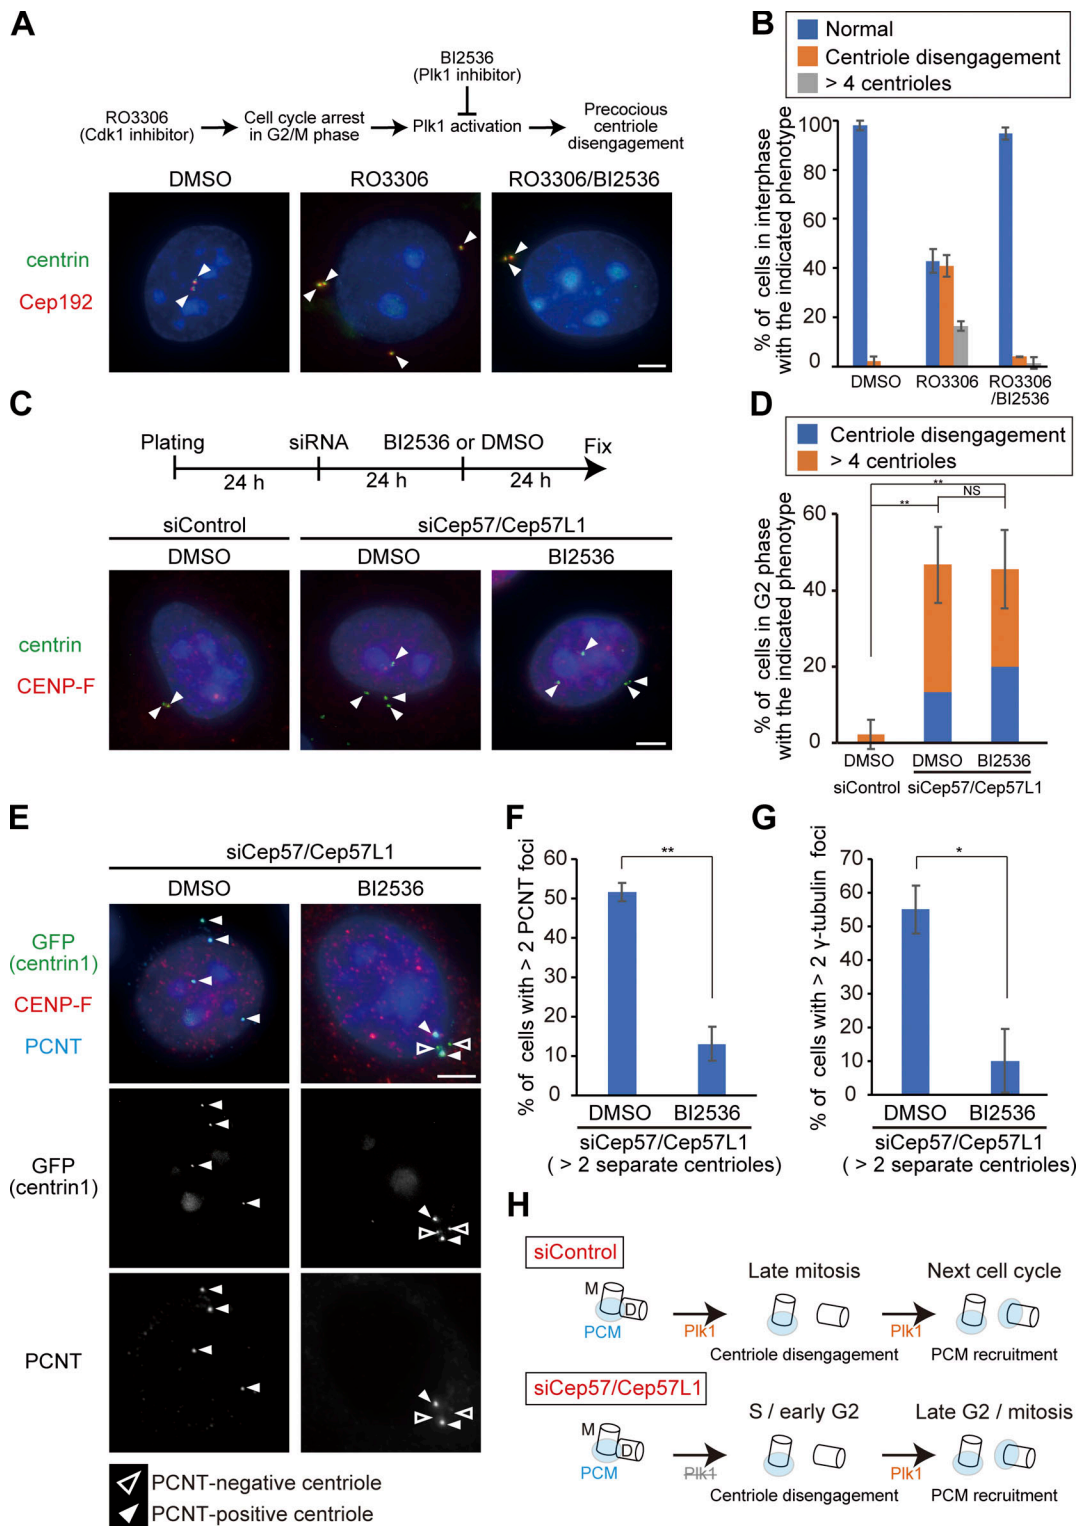 A
BI2536
(Plk1 inhibitor)
RO3306
(Cdk1 inhibitor)
Cell cycle arrest
in G2/M phase
Plk1 activation
Precocious
centriole
disengagement
DMSO
RO3306
RO3306/BI2536
centrin
Cep192
B
Normal
Centriole disengagement
> 4 centrioles
% of cells in interphase
with the indicated phenotype
100
80
60
40
20
0
DMSO
RO3306
RO3306
/BI2536
C
Plating
siRNA
BI2536 or DMSO
Fix
24 h
24 h
24 h
siControl
siCep57/Cep57L1
DMSO
DMSO
BI2536
centrin
CENP-F
D
Centriole disengagement
> 4 centrioles
% of cells in G2 phase
with the indicated phenotype
60
40
20
0
**
**
NS
DMSO
DMSO
BI2536
siControl
siCep57/Cep57L1
E
siCep57/Cep57L1
DMSO
BI2536
GFP
(centrin1)
CENP-F
PCNT
GFP
(centrin1)
PCNT
PCNT-negative centriole
PCNT-positive centriole
F
% of cells with > 2 PCNT foci
60
50
40
30
20
10
0
**
DMSO
BI2536
siCep57/Cep57L1
( > 2 separate centrioles)
G
% of cells with > 2 γ-tubulin foci
70
60
50
40
30
20
10
0
*
DMSO
BI2536
siCep57/Cep57L1
( > 2 separate centrioles)
H
siControl
M
D
PCM
Plk1
Late mitosis
Centriole disengagement
Plk1
Next cell cycle
PCM recruitment
siCep57/Cep57L1
M
D
PCM
Plk1
S / early G2
Centriole disengagement
Plk1
Late G2 / mitosis
PCM recruitment